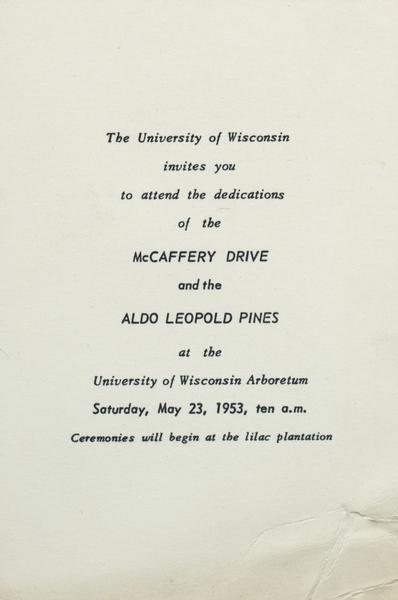 The University of Wisconsin
invites you
to attend the dedications
of the
McCAFFERY DRIVE
and the
ALDO LEOPOLD PINES
at the
University of Wisconsin Arboretum
Saturday, May 23, 1953, ten a.m.
Ceremonies will begin at the lilac plantation